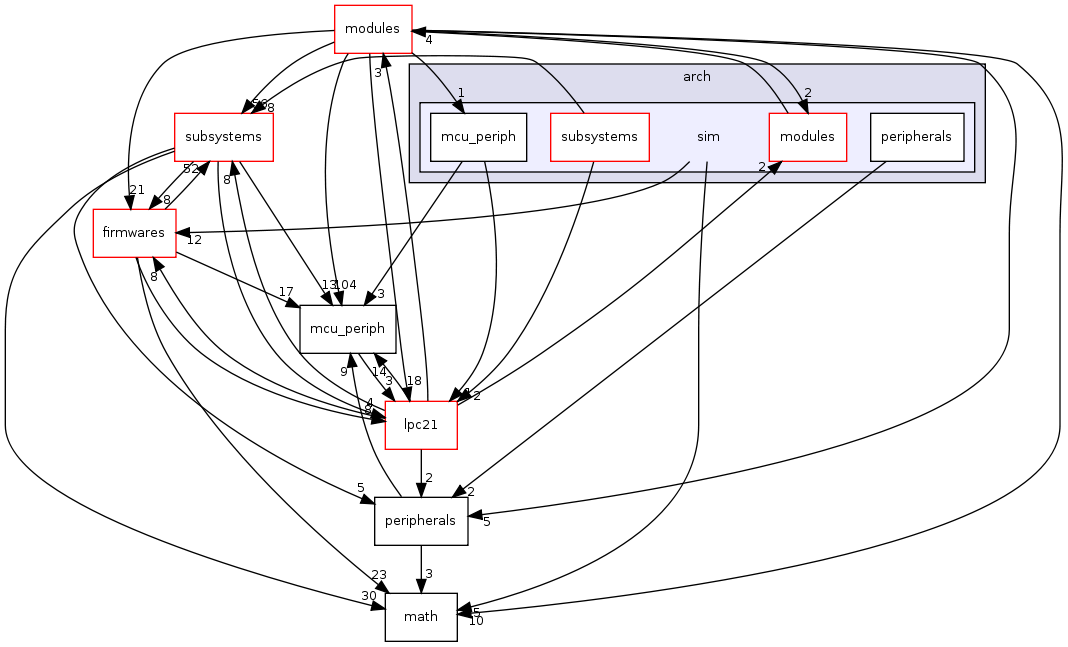 modules
4
3
arch
1
2
8
subsystems
mcu_periph
subsystems
sim
modules
peripherals
52
8
2
21
8
firmwares
12
8
17
13
104
3
mcu_periph
9
14
3
18
4
8
2
lpc21
2
5
2
peripherals
5
23
3
30
math
10